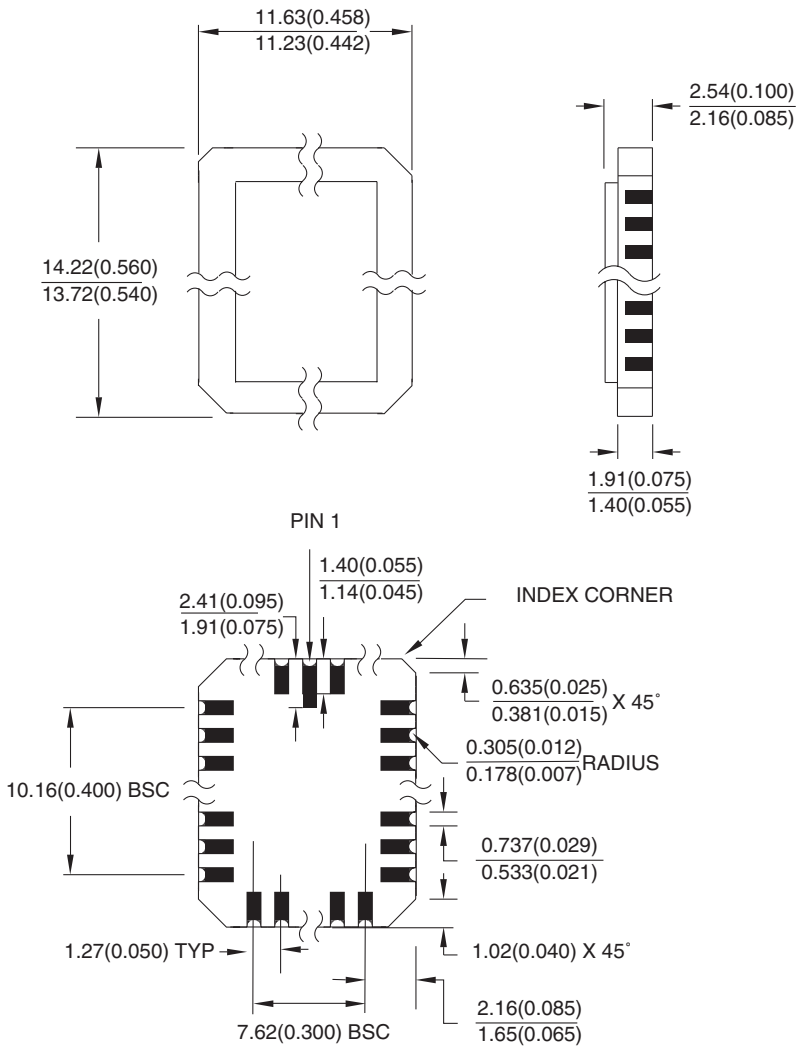 11.63(0.458)
11.23(0.442)
2.54(0.100)
2.16(0.085)
14.22(0.560)
13.72(0.540)
1.91(0.075)
1.40(0.055)
PIN 1
1.40(0.055)
1.14(0.045)
2.41(0.095)
1.91(0.075)
INDEX CORNER
0.635(0.025)
0.381(0.015) X 45°
0.305(0.012)
0.178(0.007) RADIUS
10.16(0.400) BSC
0.737(0.029)
0.533(0.021)
1.27(0.050) TYP
1.02(0.040) X 45°
7.62(0.300) BSC
2.16(0.085)
1.65(0.065)